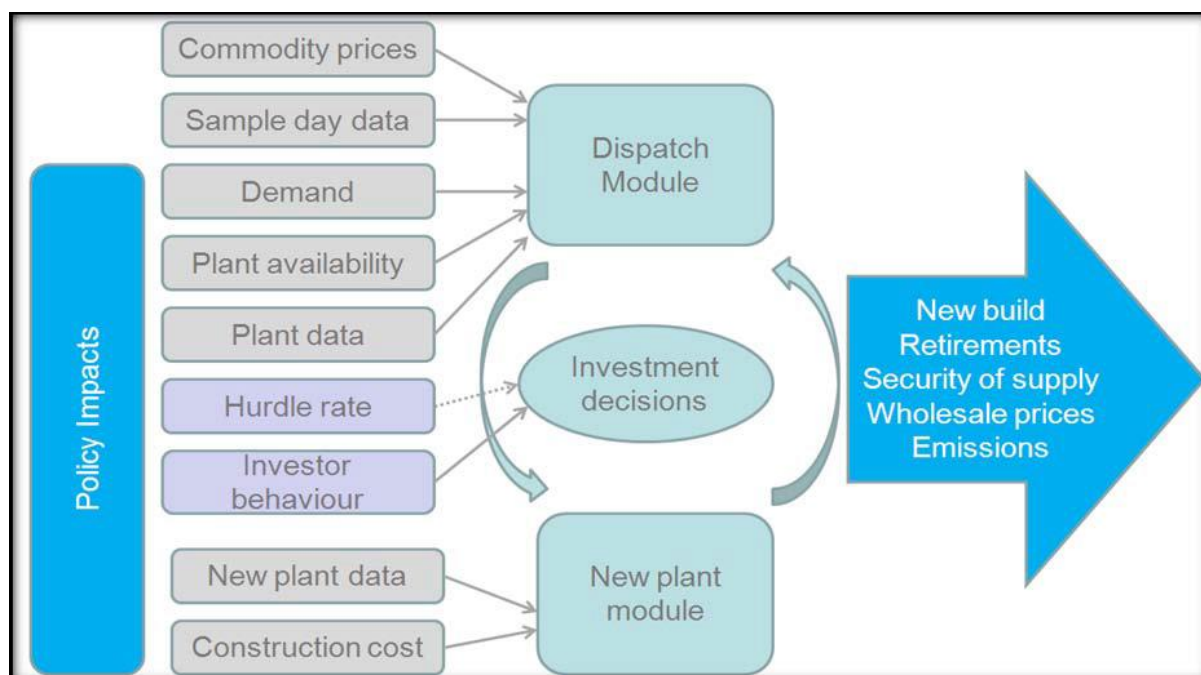 Policy Impacts
Commodity prices
Sample day data
Demand
Plant availability
Plant data
Hurdle rate
Investor
behaviour
New plant data
Construction cost
Dispatch
Module
Investment
decisions
New plant
module
New build
Retirements
Security of supply
Wholesale prices
Emissions